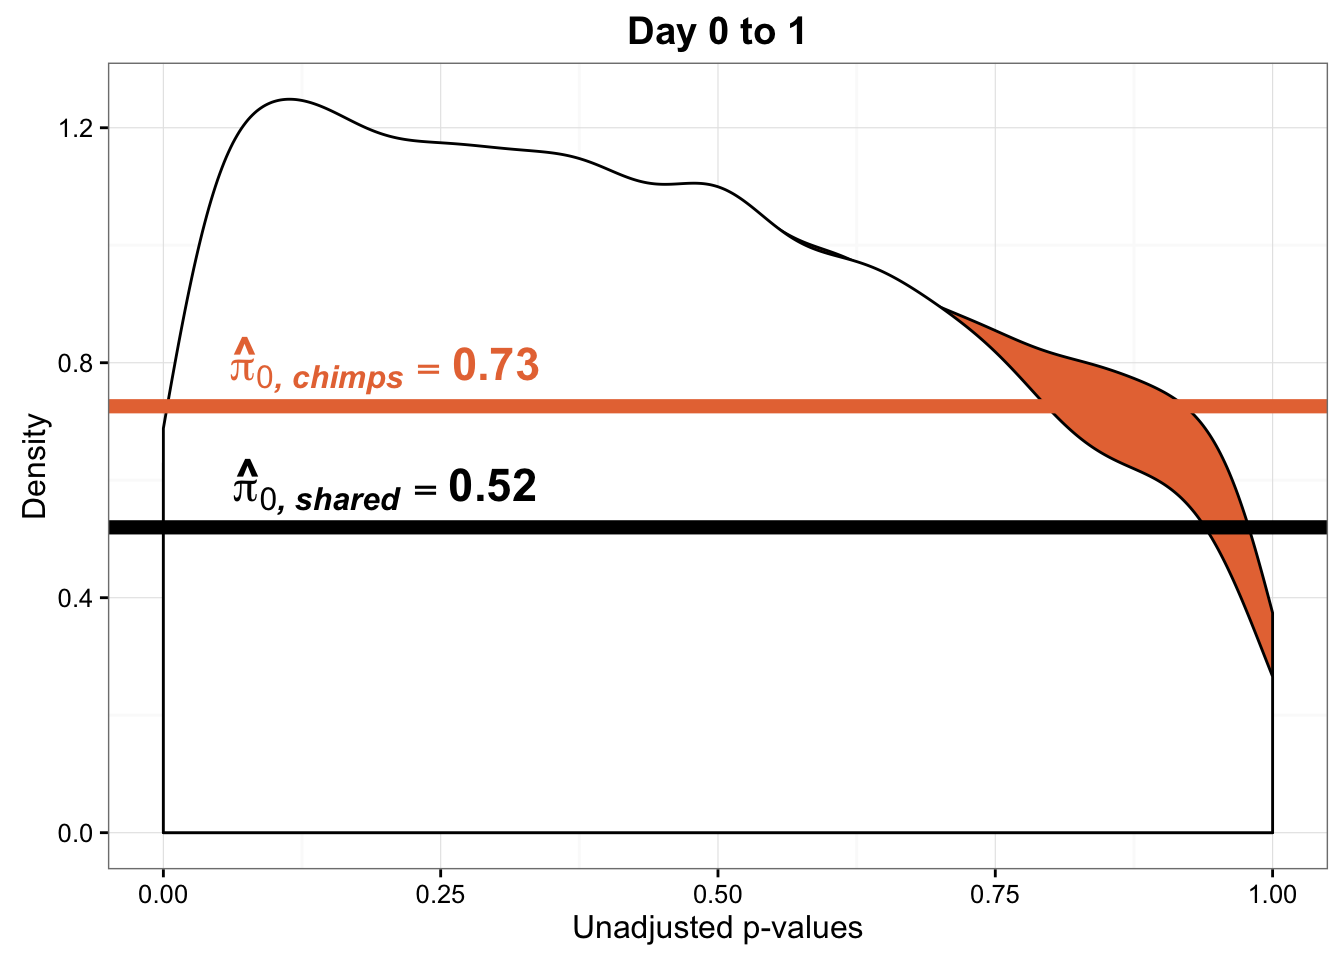 Day 0 to 1
Density
1.2
0.8
0.4
0.0
π̂0, chimps = 0.73
π̂0, shared = 0.52
0.00 0.25 0.50 0.75 1.00
Unadjusted p-values